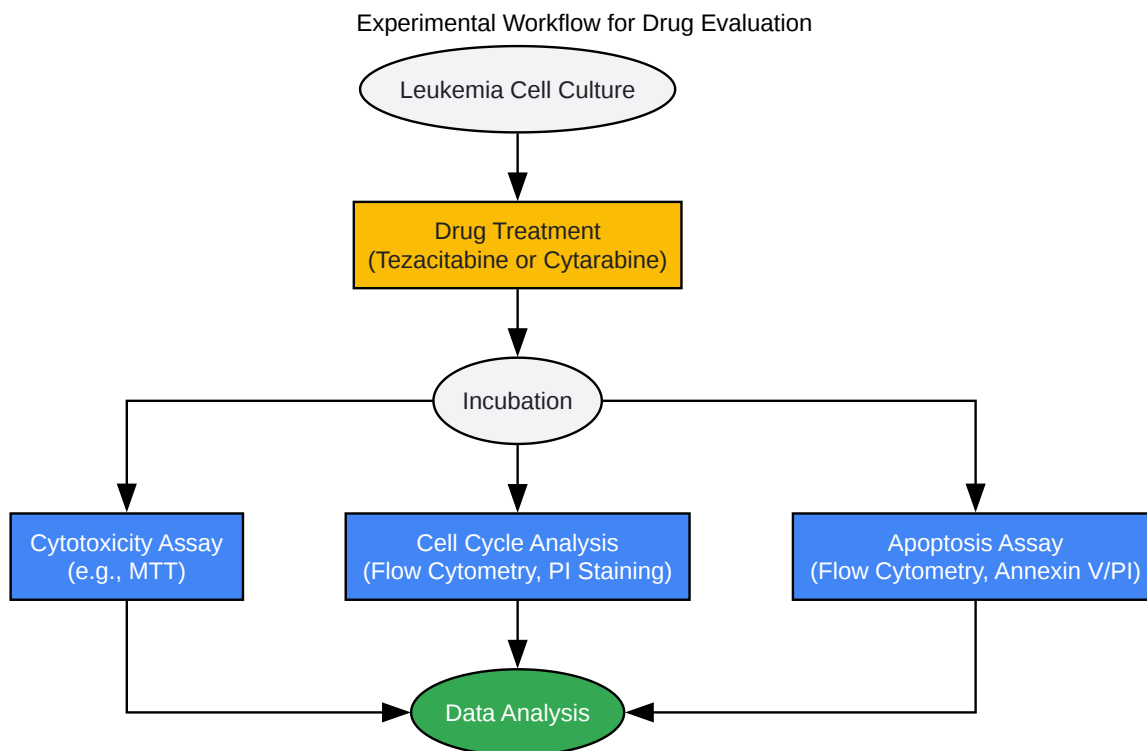 Experimental Workflow for Drug Evaluation
Leukemia Cell Culture
Drug Treatment
(Tezacitabine or Cytarabine)
Incubation
Cytotoxicity Assay
(e.g., MTT)
Cell Cycle Analysis
(Flow Cytometry, PI Staining)
Apoptosis Assay
(Flow Cytometry, Annexin V/PI)
Data Analysis